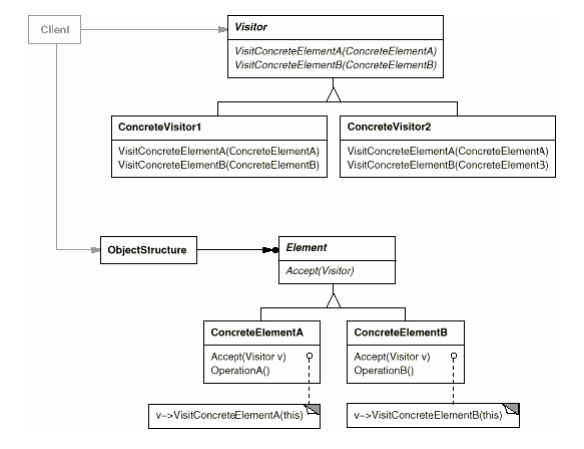 Client
Visitor
VisitConcreteElementA(ConcreteElementA)
VisitConcreteElementB(ConcreteElementB)
ConcreteVisitor1
VisitConcreteElementA(ConcreteElementA)
VisitConcreteElementB(ConcreteElementB)
ConcreteVisitor2
VisitConcreteElementA(ConcreteElementA)
VisitConcreteElementB(ConcreteElementB)
ObjectStructure
Element
Accept(Visitor)
ConcreteElementA
Accept(Visitor v)
OperationA()
ConcreteElementB
Accept(Visitor v)
OperationB()
v–>VisitConcreteElementA(this)
v–>VisitConcreteElementB(this)